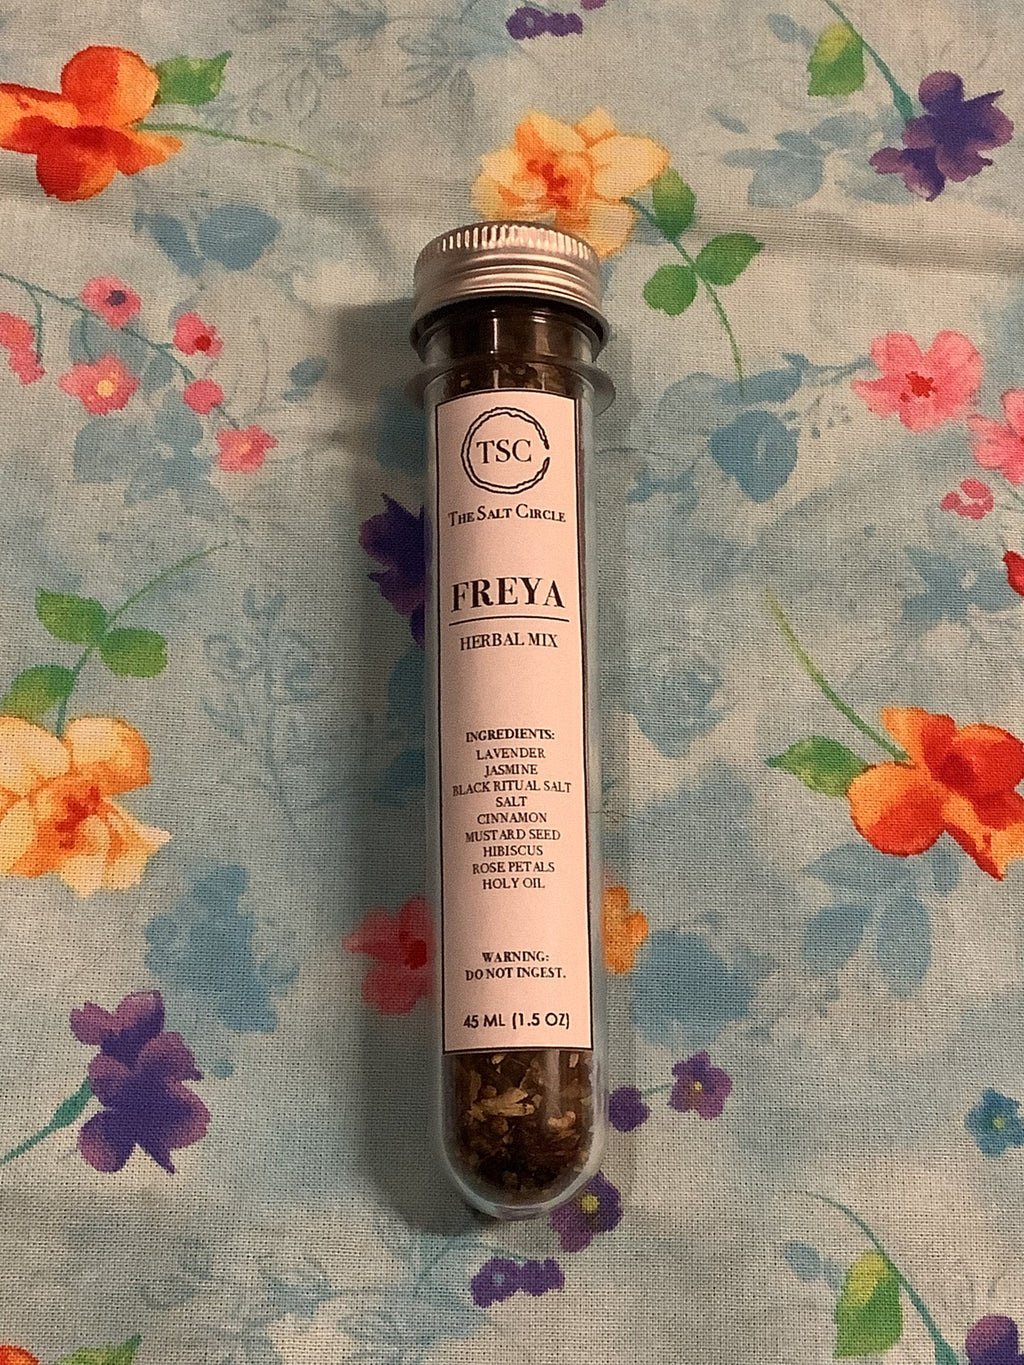 TSC
THE SALT CIRCLE
FREYA
HERBAL MIX
INGREDIENTS:
LAVENDER
JASMINE
BLACK RITUAL SALT
SALT
CINNAMON
MUSTARD SEED
HIBISCUS
ROSE PETALS
HOLY OIL
WARNING:
DO NOT INGEST.
45 ML (1.5 OZ)